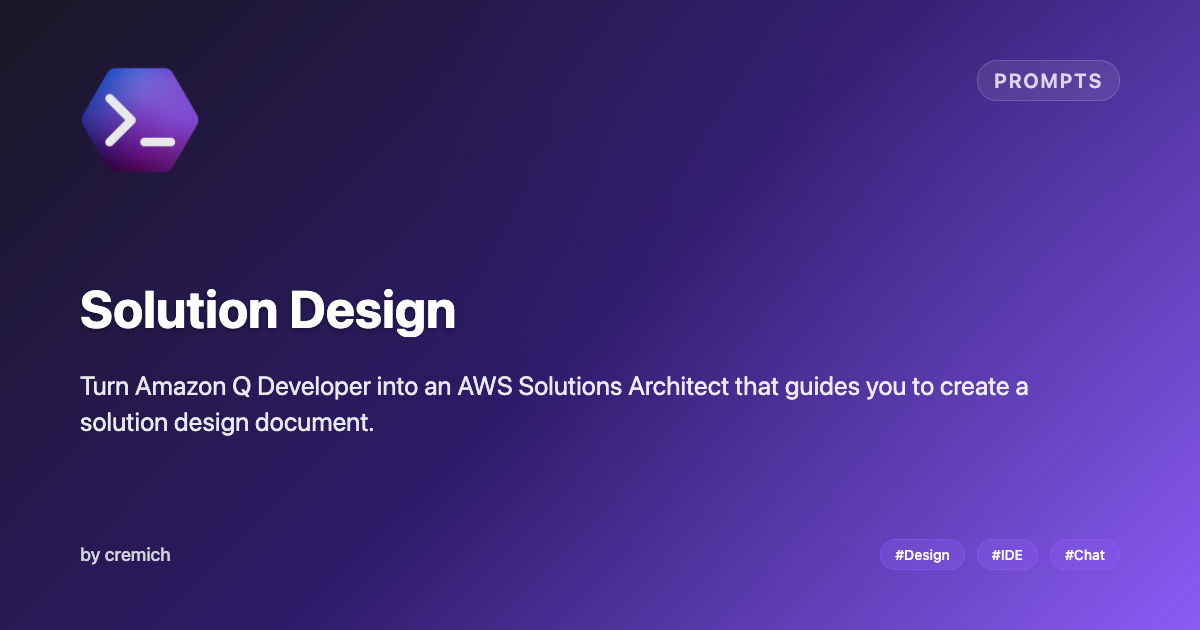 PROMPTS
Solution Design
Turn Amazon Q Developer into an AWS Solutions Architect that guides you to create a
solution design document.
by cremich
#Design #IDE #Chat